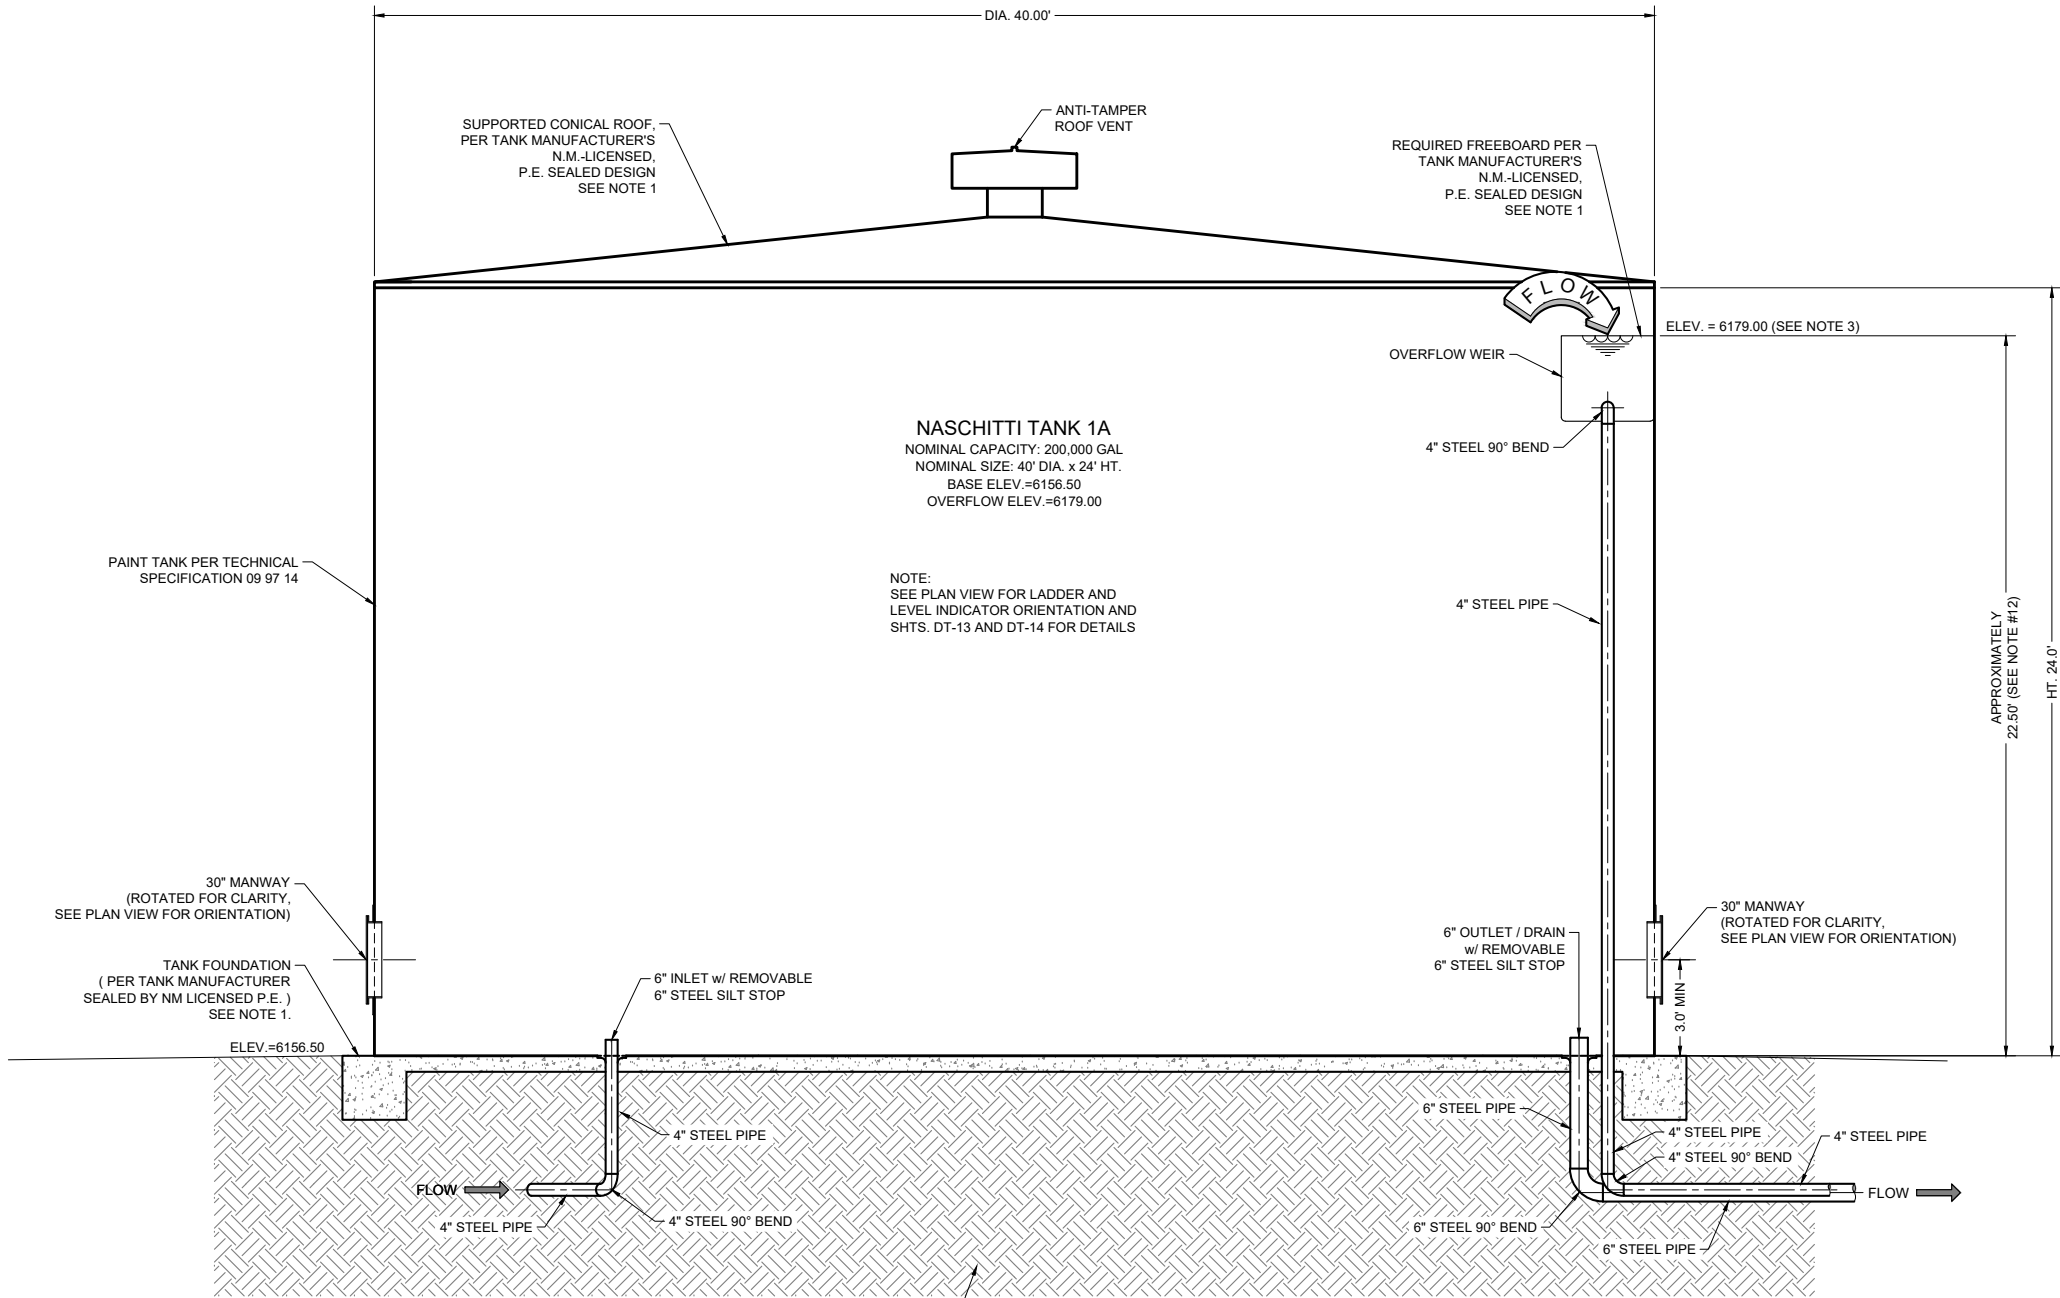 DIA. 40.00'
ANTI-TAMPER
ROOF VENT
SUPPORTED CONICAL ROOF,
PER TANK MANUFACTURER'S
N.M.-LICENSED,
P.E. SEALED DESIGN
SEE NOTE 1
REQUIRED FREEBOARD PER
TANK MANUFACTURER'S
N.M.-LICENSED,
P.E. SEALED DESIGN
SEE NOTE 1
FLOW
ELEV. = 6179.00 (SEE NOTE 3)
OVERFLOW WEIR
NASCHITTI TANK 1A
NOMINAL CAPACITY: 200,000 GAL
NOMINAL SIZE: 40' DIA. x 24' HT.
BASE ELEV.=6156.50
OVERFLOW ELEV.=6179.00
4" STEEL 90° BEND
PAINT TANK PER TECHNICAL
SPECIFICATION 09 97 14
NOTE:
SEE PLAN VIEW FOR LADDER AND
LEVEL INDICATOR ORIENTATION AND
SHTS. DT-13 AND DT-14 FOR DETAILS
4" STEEL PIPE
APPROXIMATELY
22.50' (SEE NOTE #12)
HT. 24.0'
30" MANWAY
(ROTATED FOR CLARITY,
SEE PLAN VIEW FOR ORIENTATION)
30" MANWAY
(ROTATED FOR CLARITY,
SEE PLAN VIEW FOR ORIENTATION)
6" OUTLET / DRAIN
w/ REMOVABLE
6" STEEL SILT STOP
TANK FOUNDATION
( PER TANK MANUFACTURER
SEALED BY NM LICENSED P.E. )
SEE NOTE 1.
6" INLET w/ REMOVABLE
6" STEEL SILT STOP
3.0' MIN
ELEV.=6156.50
6" STEEL PIPE
4" STEEL PIPE
4" STEEL PIPE
4" STEEL PIPE
4" STEEL 90° BEND
FLOW
FLOW
4" STEEL PIPE
4" STEEL 90° BEND
6" STEEL 90° BEND
6" STEEL PIPE